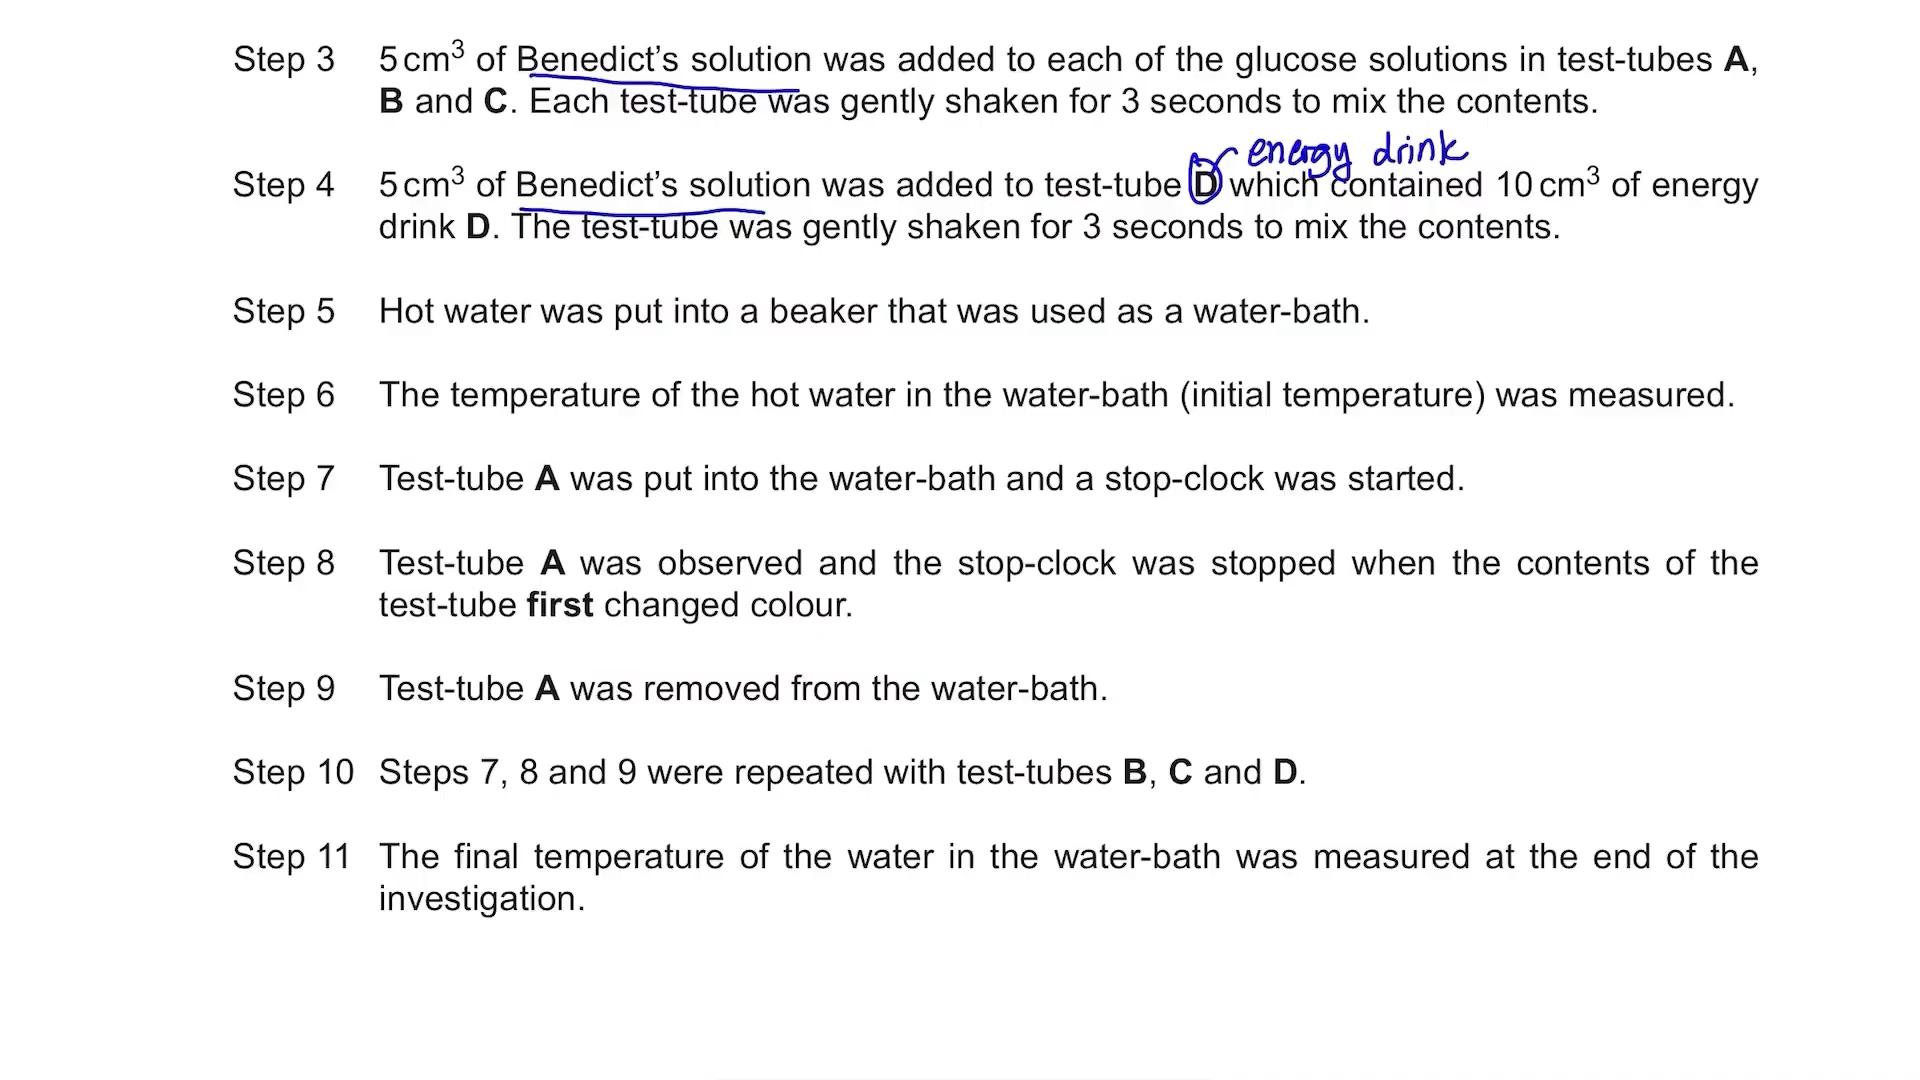 Step 3 5 cm³ of Benedict's solution was added to each of the glucose solutions in test-tubes A,
B and C. Each test-tube was gently shaken for 3 seconds to mix the contents.
energy drink
Step 4 5 cm³ of Benedict's solution was added to test-tube D which contained 10 cm³ of energy
drink D. The test-tube was gently shaken for 3 seconds to mix the contents.
Step 5 Hot water was put into a beaker that was used as a water-bath.
Step 6 The temperature of the hot water in the water-bath (initial temperature) was measured.
Step 7 Test-tube A was put into the water-bath and a stop-clock was started.
Step 8 Test-tube A was observed and the stop-clock was stopped when the contents of the
test-tube first changed colour.
Step 9 Test-tube A was removed from the water-bath.
Step 10 Steps 7, 8 and 9 were repeated with test-tubes B, C and D.
Step 11 The final temperature of the water in the water-bath was measured at the end of the
investigation.